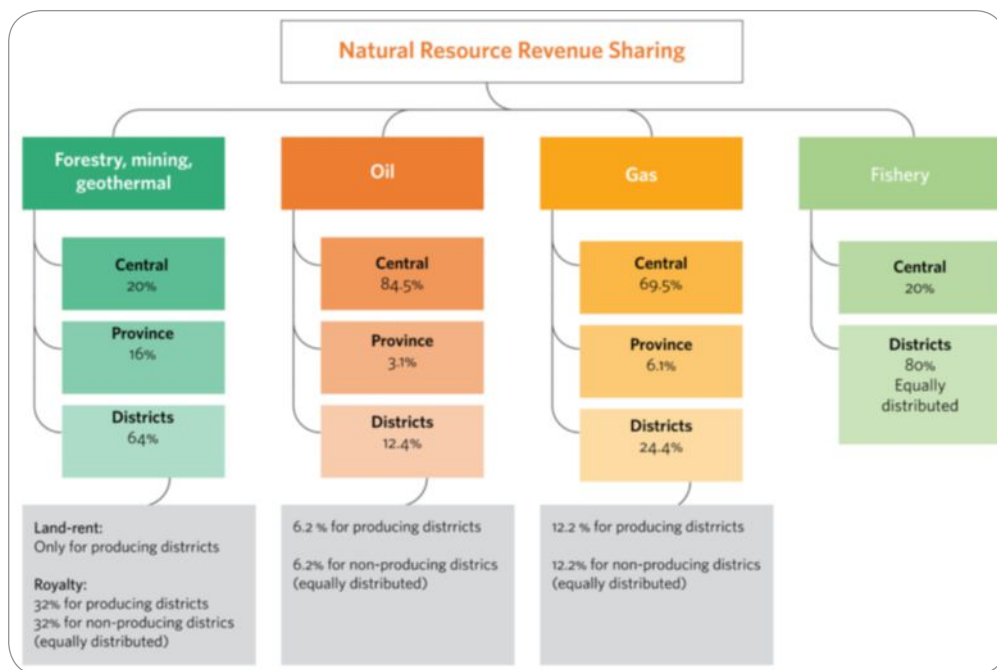 Natural Resource Revenue Sharing
Forestry, mining,
geothermal
Central
20%
Province
16%
Districts
64%
Land-rent:
Only for producing distrricts
Royalty:
32% for producing districts
32% for non-producing districs
(equally distributed)
Oil
Central
84.5%
Province
3.1%
Districts
12.4%
6.2 % for producing distrricts
6.2% for non-producing districs
(equally distributed)
Gas
Central
69.5%
Province
6.1%
Districts
24.4%
12.2 % for producing distrricts
12.2% for non-producing districs
(equally distributed)
Fishery
Central
20%
Districts
80%
Equally
distributed